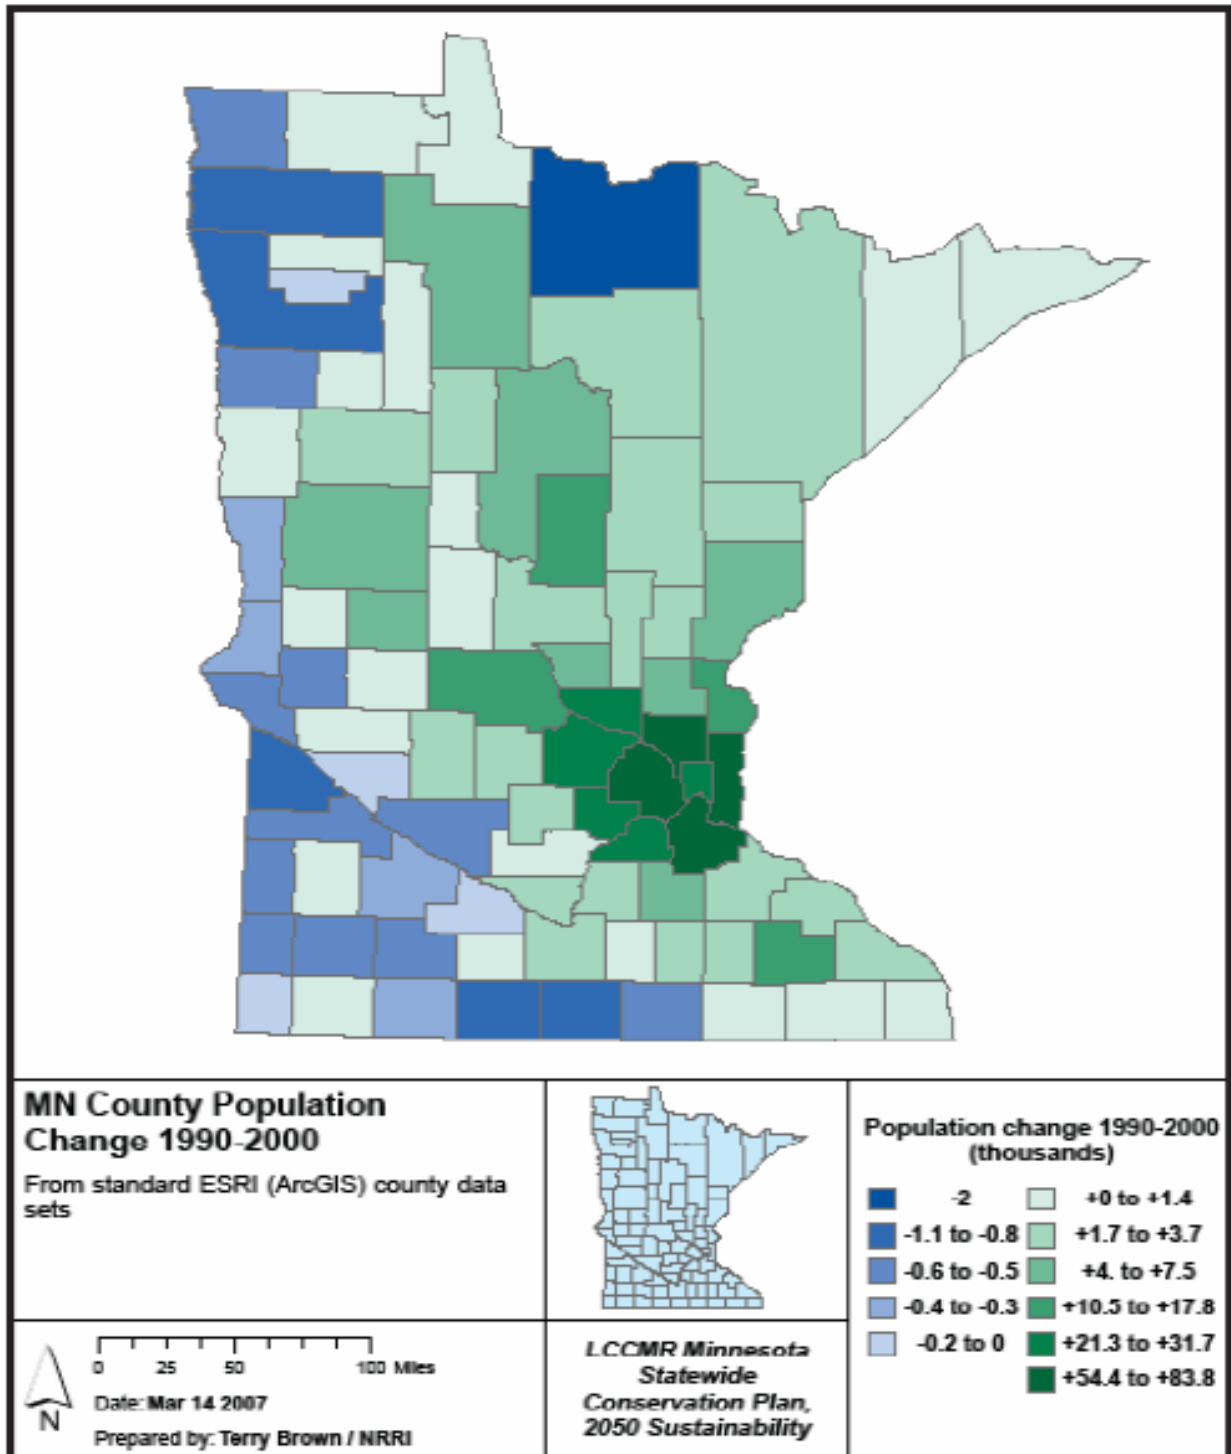 MN County Population
Change 1990-2000
From standard ESRI (ArcGIS) county data
sets
0 25 50 100 Miles
N
Date: Mar 14 2007
Prepared by: Terry Brown / NRRI
LCCMR Minnesota
Statewide
Conservation Plan,
2050 Sustainability
Population change 1990-2000
(thousands)
-2
-1.1 to -0.8
-0.6 to -0.5
-0.4 to -0.3
-0.2 to 0
+0 to +1.4
+1.7 to +3.7
+4. to +7.5
+10.5 to +17.8
+21.3 to +31.7
+54.4 to +83.8